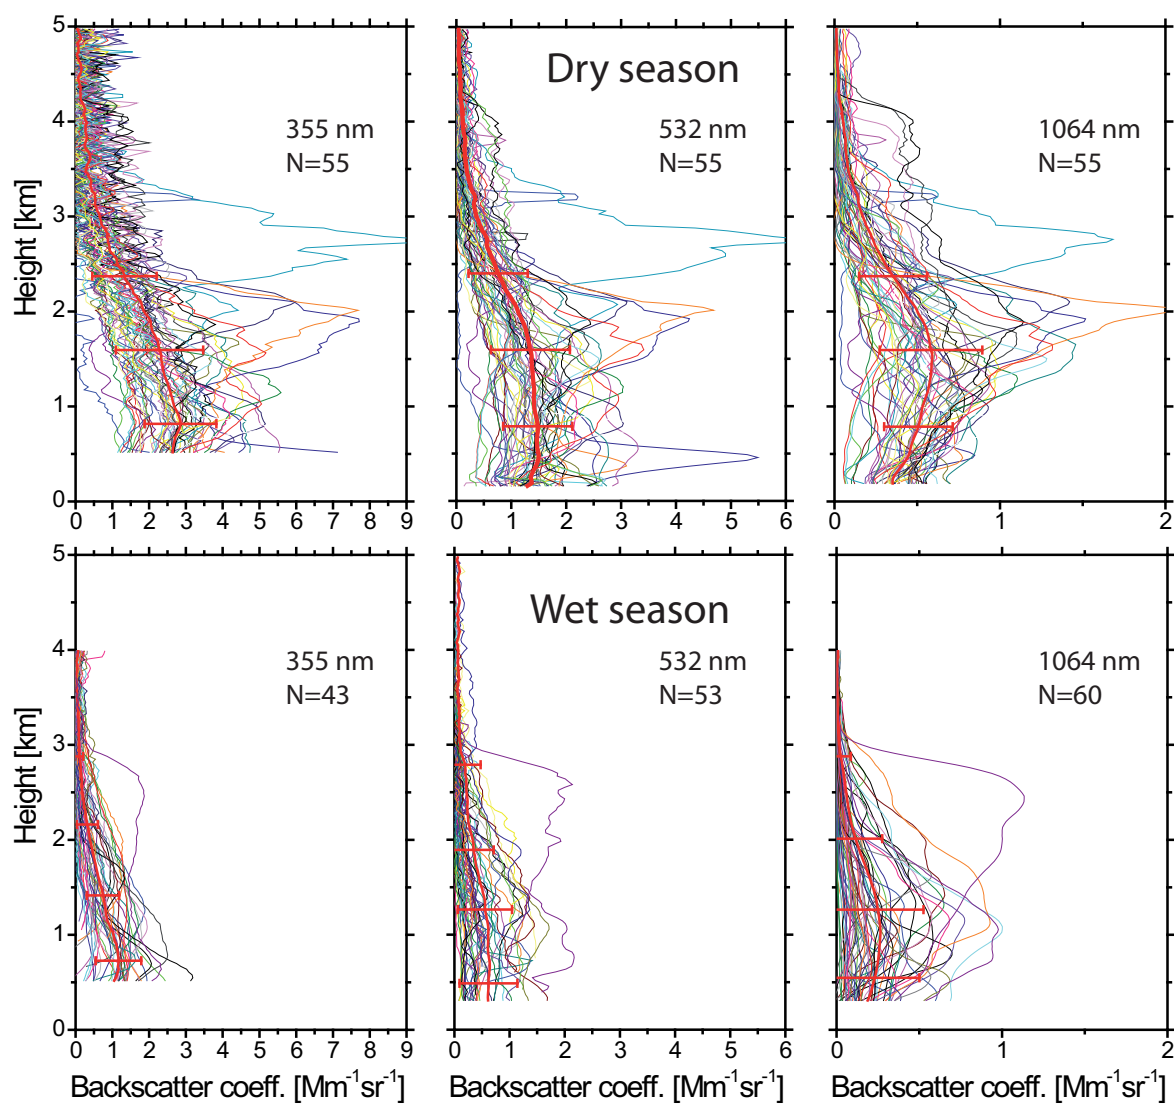 Dry season
355 nm
N=55
532 nm
N=55
1064 nm
N=55
Height [km]
5
4
3
2
1
0
0 1 2 3 4 5 6 7 8 9
0 1 2 3 4 5 6
0 1 2
Wet season
355 nm
N=43
532 nm
N=53
1064 nm
N=60
Height [km]
5
4
3
2
1
0
0 1 2 3 4 5 6 7 8 9
0 1 2 3 4 5 6
0 1 2
Backscatter coeff. [Mm⁻¹sr⁻¹]
Backscatter coeff. [Mm⁻¹sr⁻¹]
Backscatter coeff. [Mm⁻¹sr⁻¹]